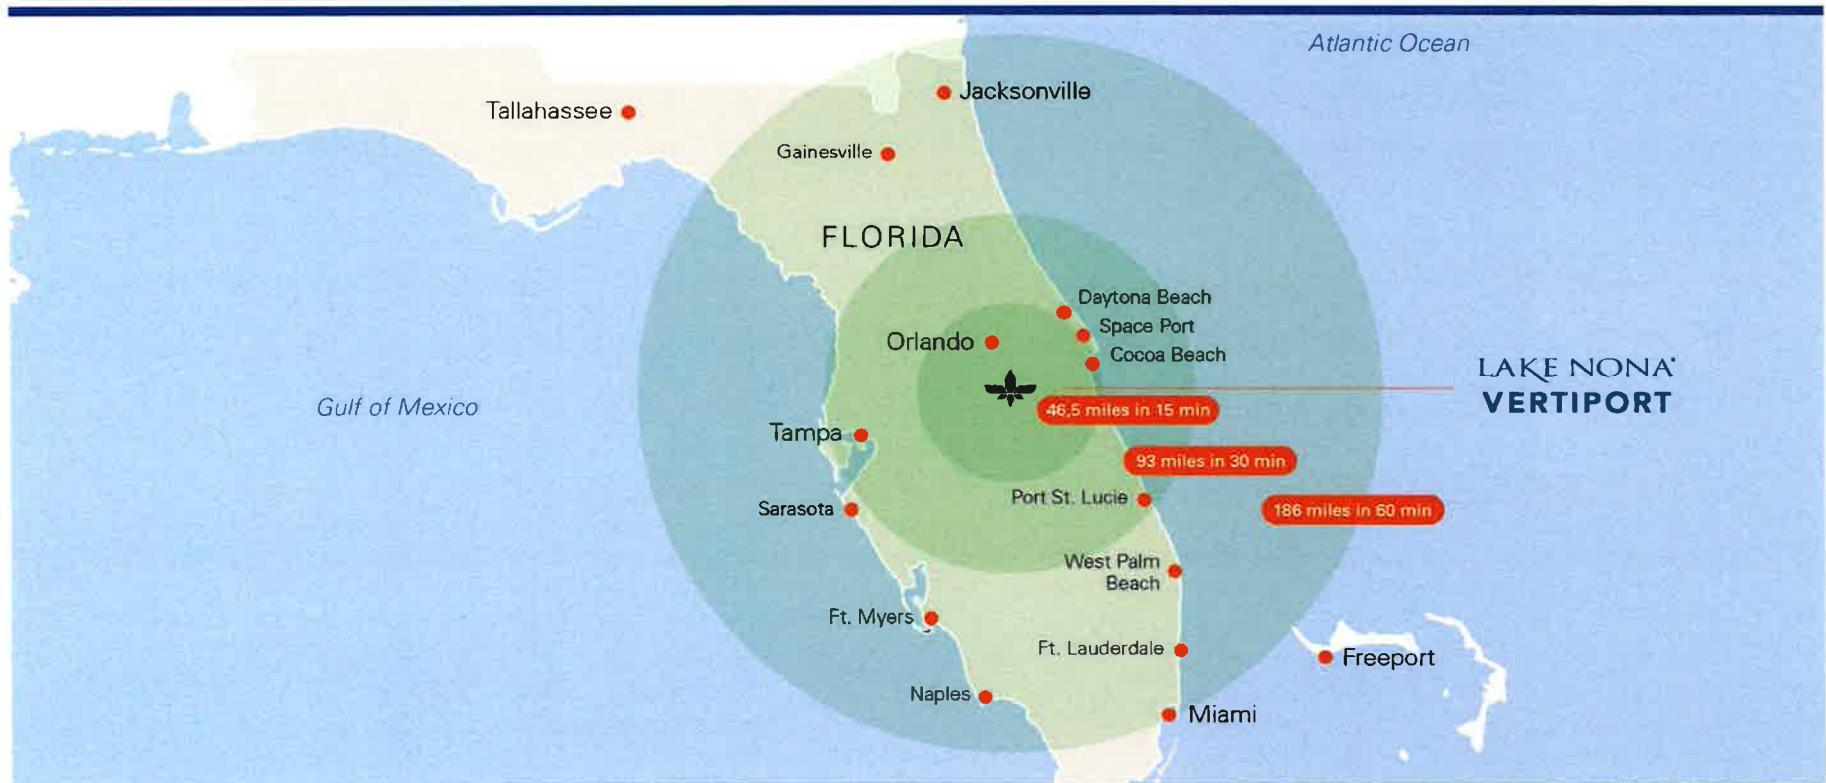 Atlantic Ocean
Jacksonville
Tallahassee
Gainesville
FLORIDA
Daytona Beach
Space Port
Orlando
Cocoa Beach
LAKE NONA
VERTIPORT
Gulf of Mexico
46.5 miles in 15 min
Tampa
93 miles in 30 min
Port St. Lucie
Sarasota
186 miles in 60 min
West Palm
Beach
Ft. Myers
Ft. Lauderdale
Freeport
Naples
Miami